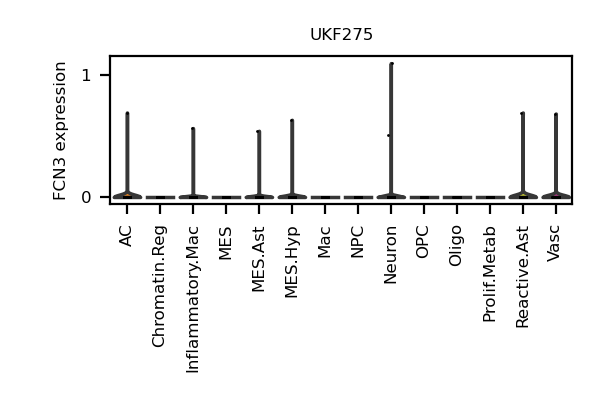 UKF275
FCN3 expression
1
0
AC
Chromatin.Reg
Inflammatory.Mac
MES
MES.Ast
MES.Hyp
Mac
NPC
Neuron
OPC
Oligo
Prolif.Metab
Reactive.Ast
Vasc